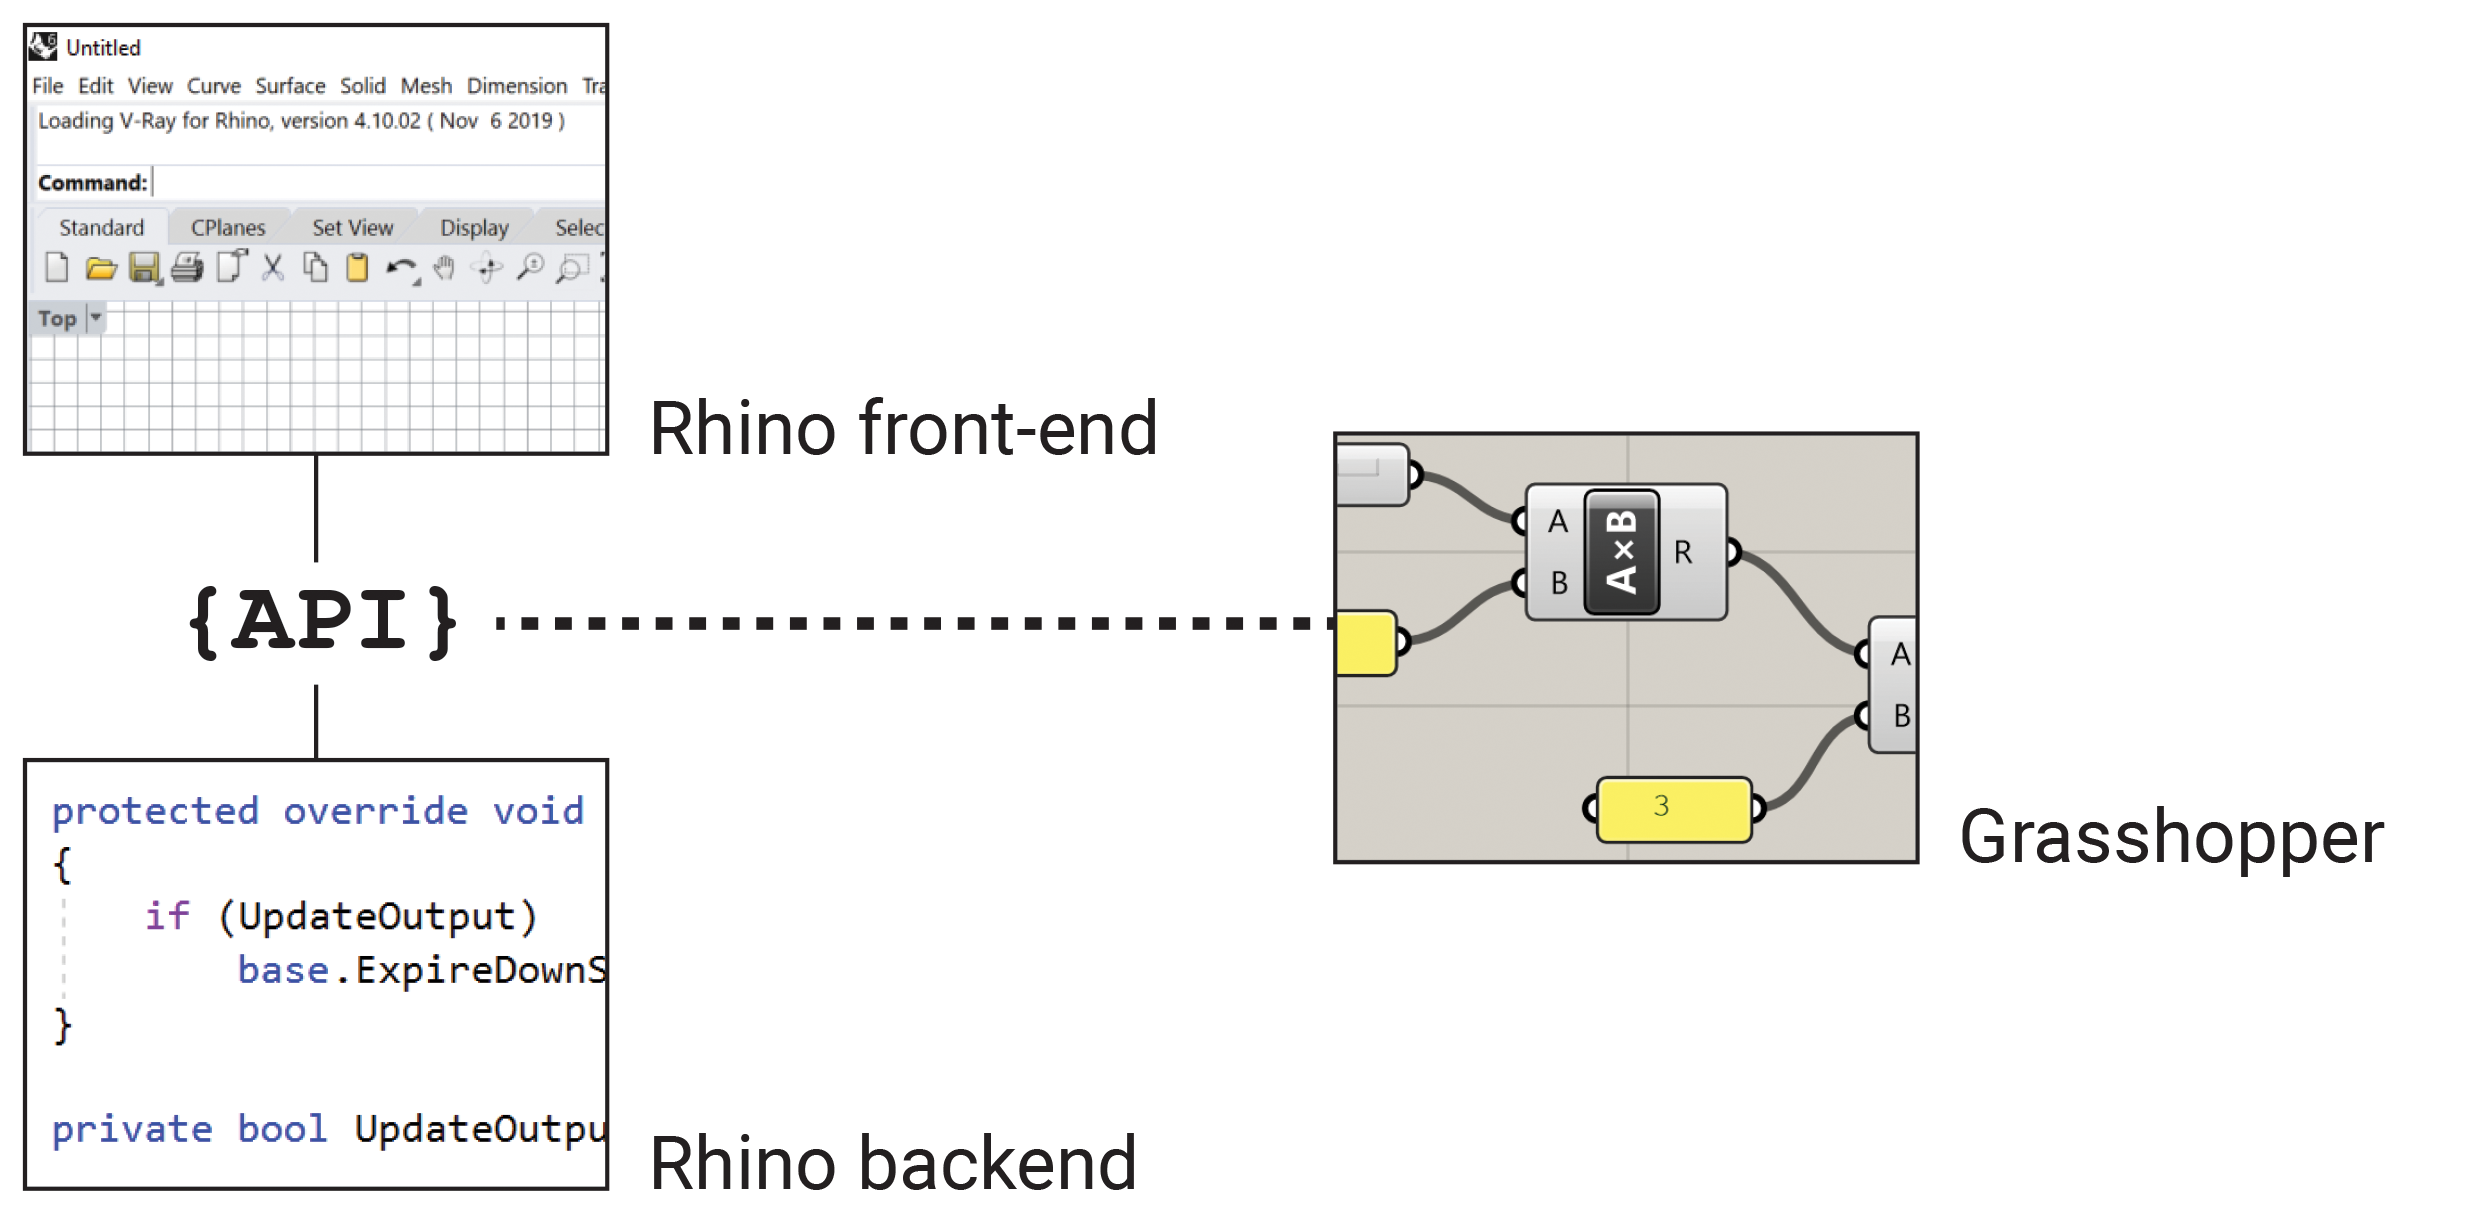 Untitled
File Edit View Curve Surface Solid Mesh Dimension Tra
Loading V-Ray for Rhino, version 4.10.02 ( Nov  6 2019 )
Command:
Standard CPlanes Set View Display Selec
Top
Rhino front-end
{API}
A
B
A×B
R
A
B
3
Grasshopper
protected override void
{
if (UpdateOutput)
base.ExpireDownS
}
private bool UpdateOutpu
Rhino backend